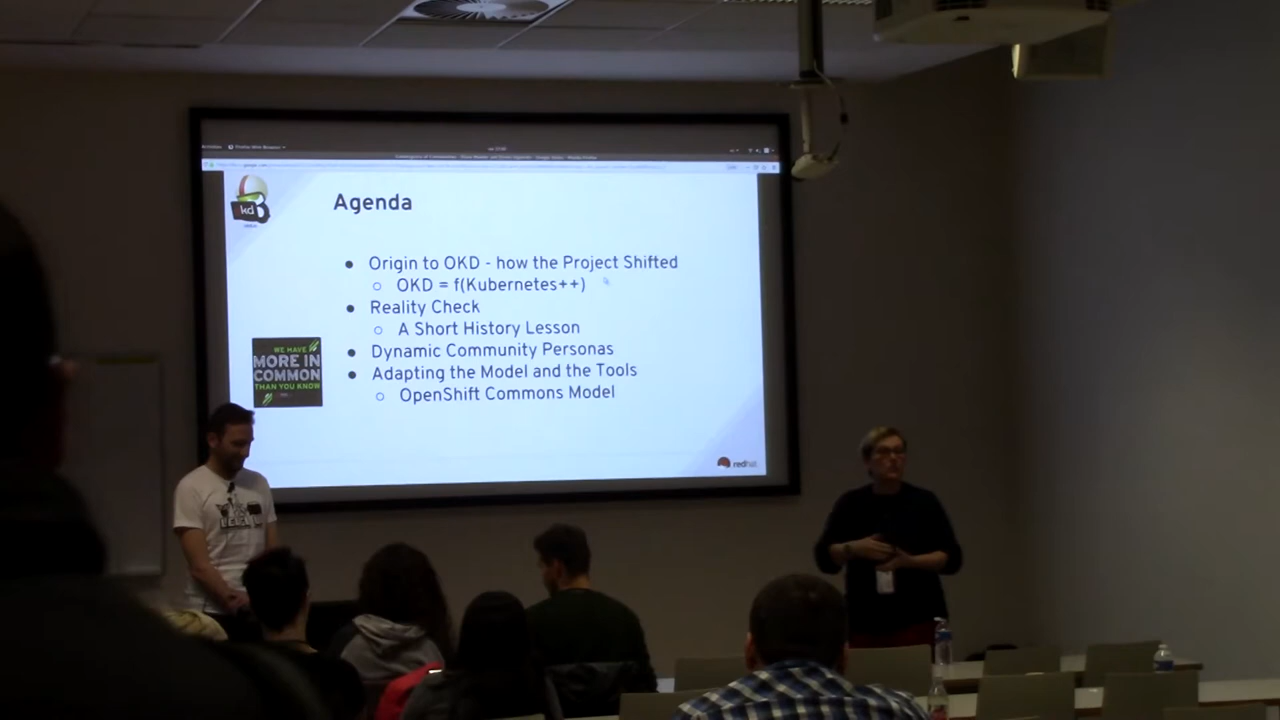 Agenda
● Origin to OKD - how the Project Shifted
○ OKD = f(Kubernetes++)
● Reality Check
○ A Short History Lesson
● Dynamic Community Personas
● Adapting the Model and the Tools
○ OpenShift Commons Model
kd
WE HAVE
MORE IN
COMMON
THAN YOU KNOW
redhat